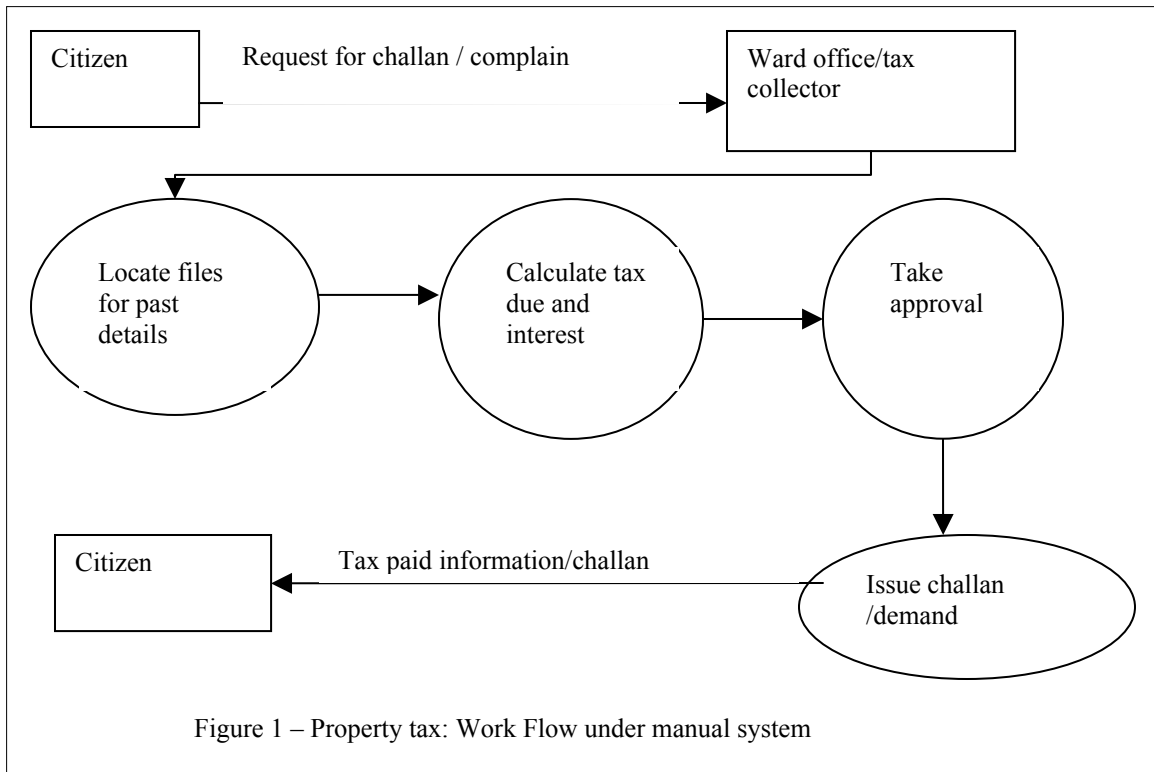 Citizen
Request for challan / complain
Ward office/tax
collector
Locate files
for past
details
Calculate tax
due and
interest
Take
approval
Citizen
Tax paid information/challan
Issue challan
/demand
Figure 1 – Property tax: Work Flow under manual system